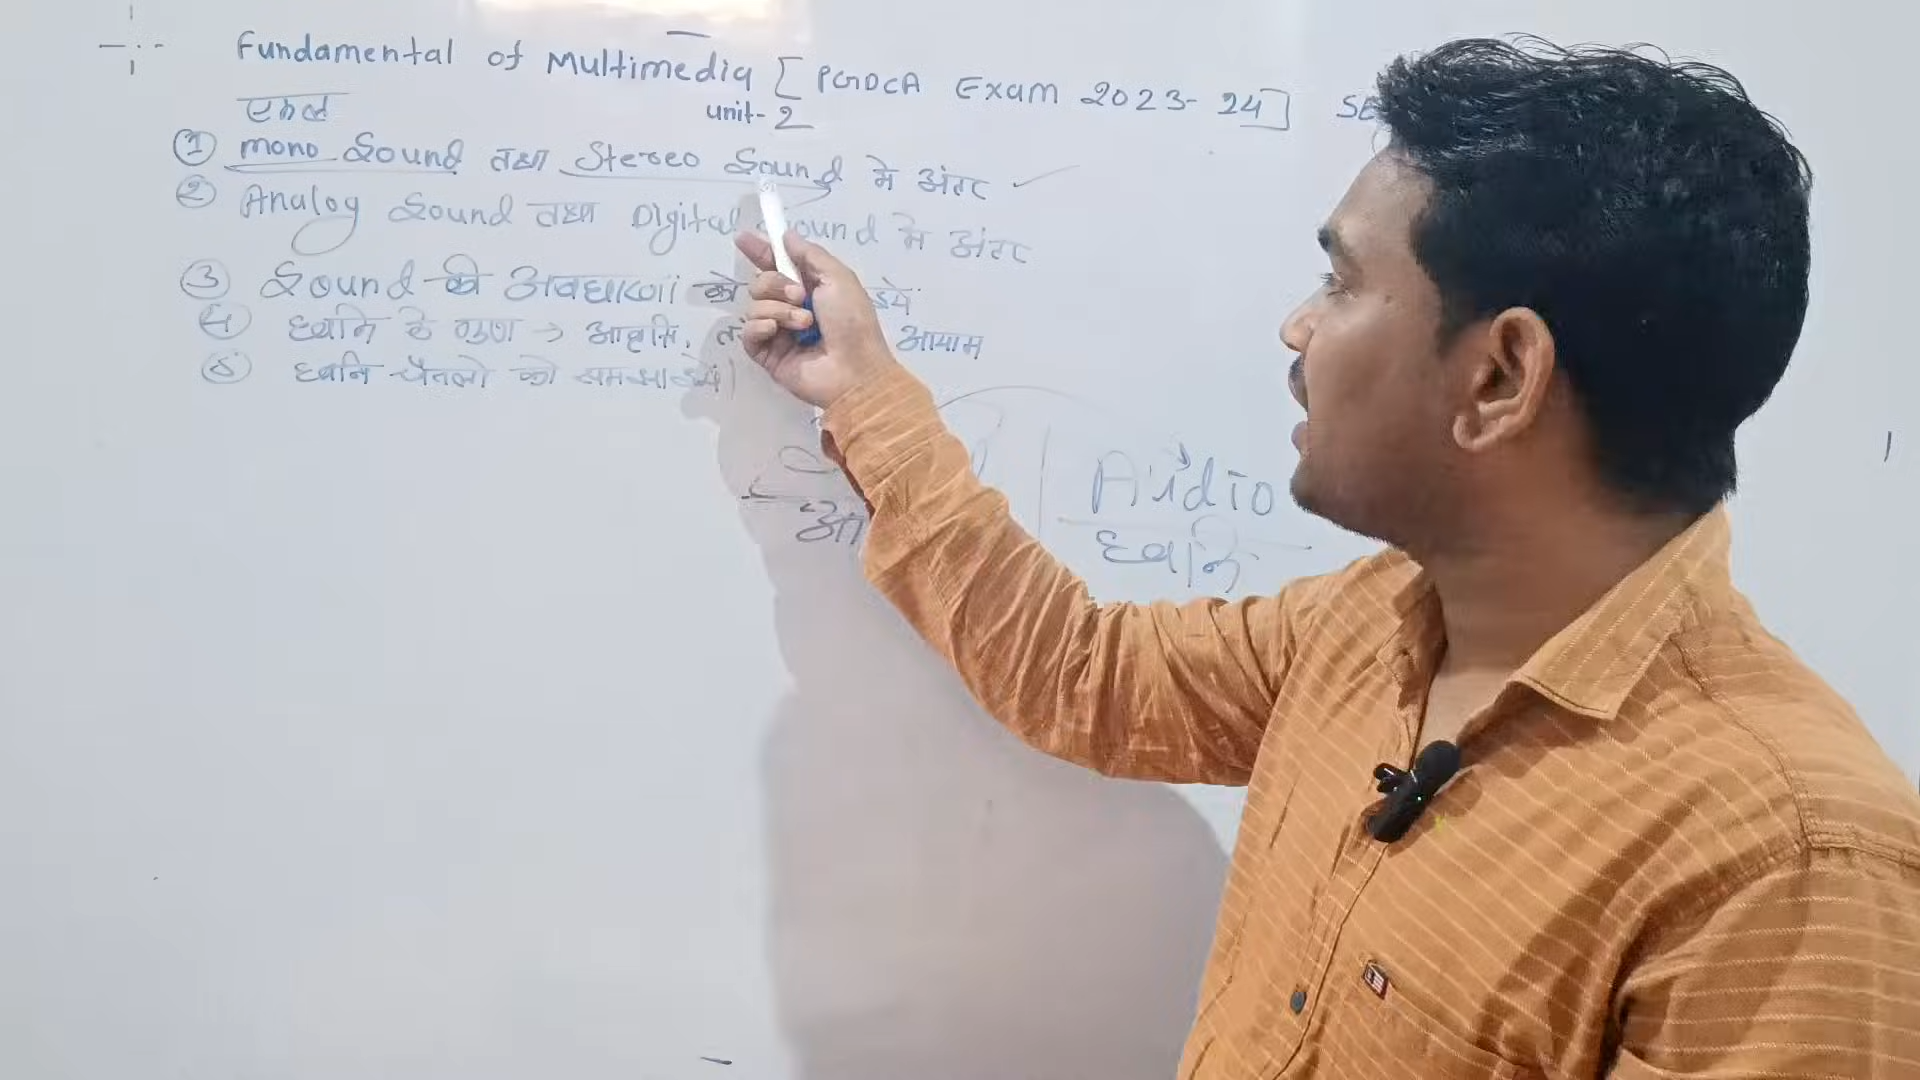 Fundamental of Multimedia [PGDCA Exam 2023-24] SE
एकल
unit-2
① mono Sound तथा Stereo Sound मे अंतर
② Analog Sound तथा Digital Sound मे अंतर
③ Sound की अवधारणा को
④ ध्वनि के गुण → आवृत्ति, आयाम
⑤ ध्वनि चैनलो को समझाइये।
Audio
ध्वनि